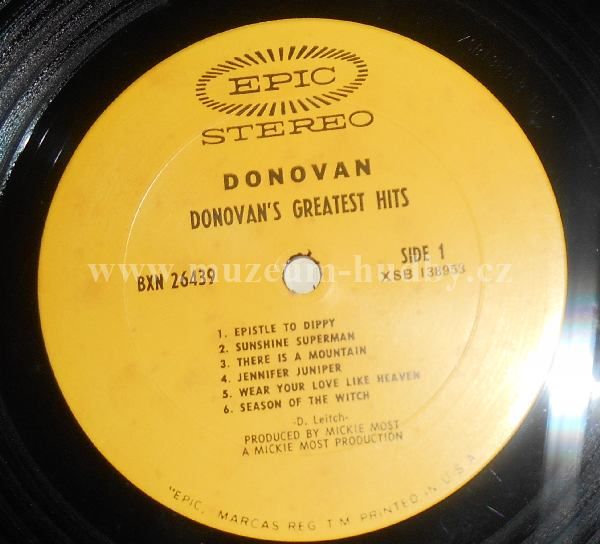 EPIC
STEREO
DONOVAN
DONOVAN'S GREATEST HITS
SIDE 1
BXN 26439
XSB 138953
www.muzeum-hudby.cz
1. EPISTLE TO DIPPY
2. SUNSHINE SUPERMAN
3. THERE IS A MOUNTAIN
4. JENNIFER JUNIPER
5. WEAR YOUR LOVE LIKE HEAVEN
6. SEASON OF THE WITCH
-D. Leitch-
PRODUCED BY MICKIE MOST
A MICKIE MOST PRODUCTION
"EPIC, MARCAS REG T M PRINTED IN U.S.A.